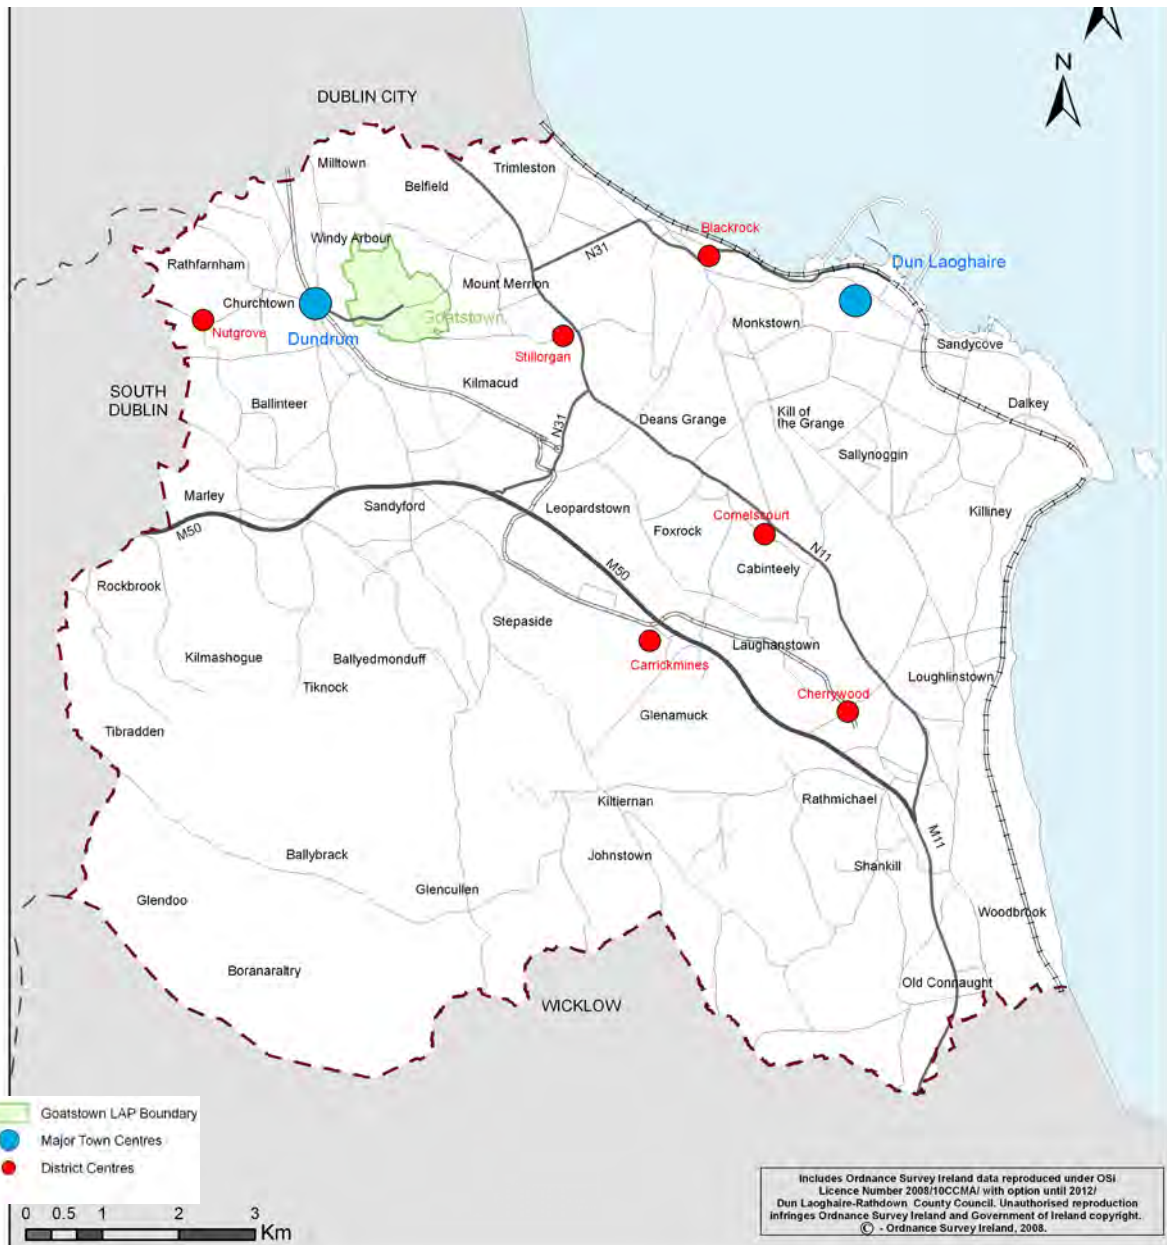 N
DUBLIN CITY
Milltown
Trimleston
Belfield
Blackrock
Windy Arbour
N31
Rathfarnham
Dun Laoghaire
Mount Merrion
Churchtown
Goatstown
Monkstown
Nutgrove
Dundrum
Stillorgan
Sandycove
Kilmacud
SOUTH
DUBLIN
Ballinteer
Dalkey
N31
Deans Grange
Kill of
the Grange
Sallynoggin
Marley
Sandyford
Leopardstown
Cornelscourt
Killiney
M50
Foxrock
N11
Cabinteely
M50
Rockbrook
Stepaside
Laughanstown
Kilmashogue
Ballyedmonduff
Carrickmines
Loughlinstown
Tiknock
Cherrywood
Glenamuck
Tibradden
Kiltiernan
Rathmichael
M11
Ballybrack
Johnstown
Shankill
Glencullen
Glendoo
Woodbrook
Boranaraltry
Old Connaught
WICKLOW
Goatstown LAP Boundary
Major Town Centres
District Centres
0 0.5 1 2 3
Km
Includes Ordnance Survey Ireland data reproduced under OSi
Licence Number 2008/10CCMA/ with option until 2012/
Dun Laoghaire-Rathdown County Council. Unauthorised reproduction
infringes Ordnance Survey Ireland and Government of Ireland copyright.
© - Ordnance Survey Ireland, 2008.